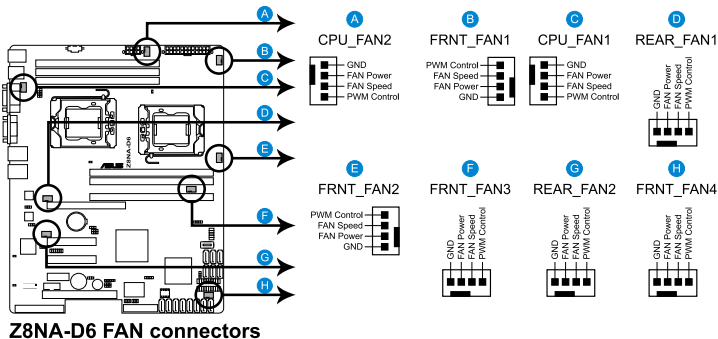 A
B
C
D
E
F
G
H
ASUS
Z8NA-D6
A
CPU_FAN2
GND
FAN Power
FAN Speed
PWM Control
B
FRNT_FAN1
PWM Control
FAN Speed
FAN Power
GND
C
CPU_FAN1
GND
FAN Power
FAN Speed
PWM Control
D
REAR_FAN1
GND
FAN Power
FAN Speed
PWM Control
E
FRNT_FAN2
PWM Control
FAN Speed
FAN Power
GND
F
FRNT_FAN3
GND
FAN Power
FAN Speed
PWM Control
G
REAR_FAN2
GND
FAN Power
FAN Speed
PWM Control
H
FRNT_FAN4
GND
FAN Power
FAN Speed
PWM Control
Z8NA-D6 FAN connectors